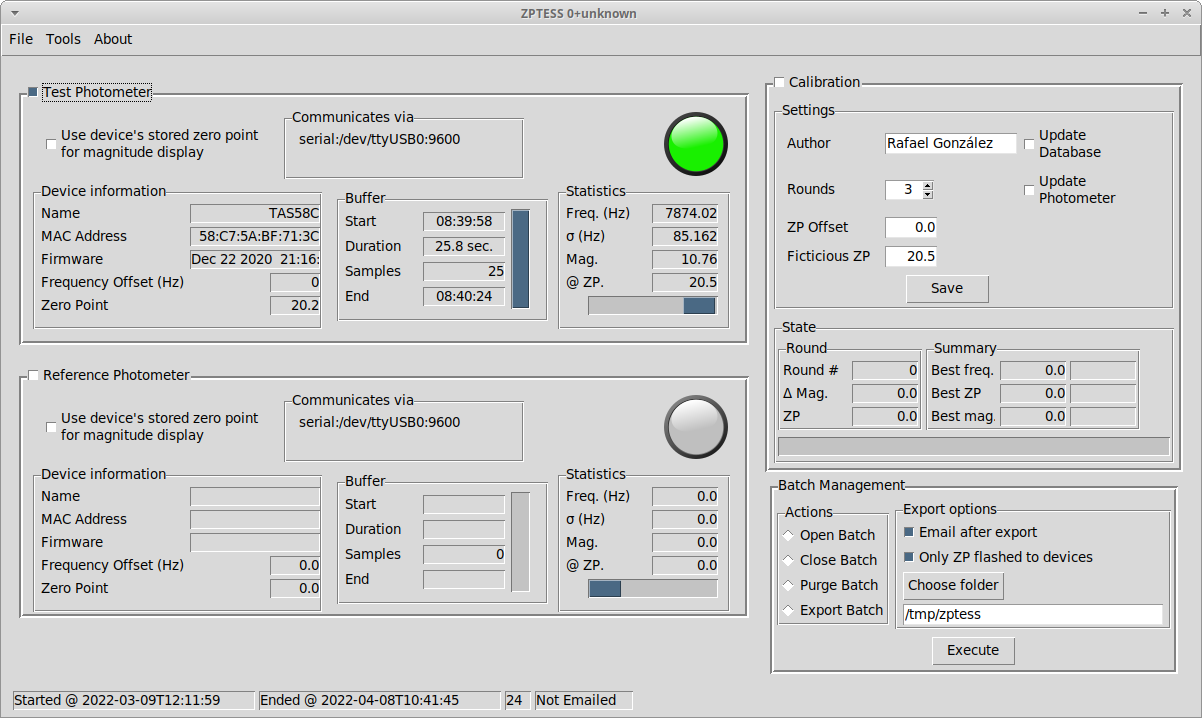 ZPTESS 0+unknown
File Tools About
Test Photometer
Use device's stored zero point
for magnitude display
Communicates via
serial:/dev/ttyUSB0:9600
Device information
Name TAS58C
MAC Address 58:C7:5A:BF:71:3C
Firmware Dec 22 2020 21:16:
Frequency Offset (Hz) 0
Zero Point 20.2
Buffer
Start 08:39:58
Duration 25.8 sec.
Samples 25
End 08:40:24
Statistics
Freq. (Hz) 7874.02
σ (Hz) 85.162
Mag. 10.76
@ ZP. 20.5
Reference Photometer
Use device's stored zero point
for magnitude display
Communicates via
serial:/dev/ttyUSB0:9600
Device information
Name
MAC Address
Firmware
Frequency Offset (Hz) 0.0
Zero Point 0.0
Buffer
Start
Duration
Samples 0
End
Statistics
Freq. (Hz) 0.0
σ (Hz) 0.0
Mag. 0.0
@ ZP. 0.0
Calibration
Settings
Author Rafael González
Update
Database
Rounds 3
Update
Photometer
ZP Offset 0.0
Ficticious ZP 20.5
Save
State
Round
Round # 0
Δ Mag. 0.0
ZP 0.0
Summary
Best freq. 0.0
Best ZP 0.0
Best mag. 0.0
Batch Management
Actions
Open Batch
Close Batch
Purge Batch
Export Batch
Export options
Email after export
Only ZP flashed to devices
Choose folder
/tmp/zptess
Execute
Started @ 2022-03-09T12:11:59 Ended @ 2022-04-08T10:41:45 24 Not Emailed